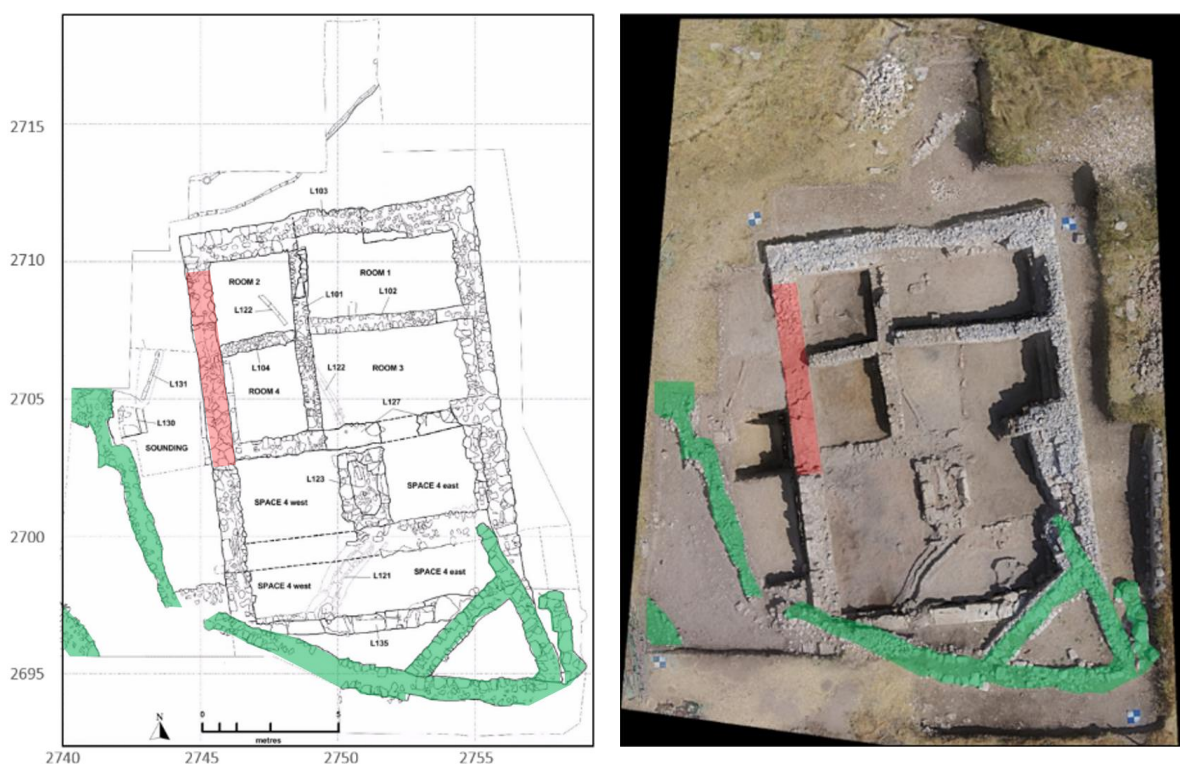 2715
L103
2710
ROOM 2
ROOM 1
L101
L102
L122
L104
L122
ROOM 3
ROOM 4
L131
2705
L127
L130
SOUNDING
L123
SPACE 4 west
SPACE 4 east
2700
L121
SPACE 4 west
SPACE 4 east
L135
2695
N
0
5
metres
2740
2745
2750
2755